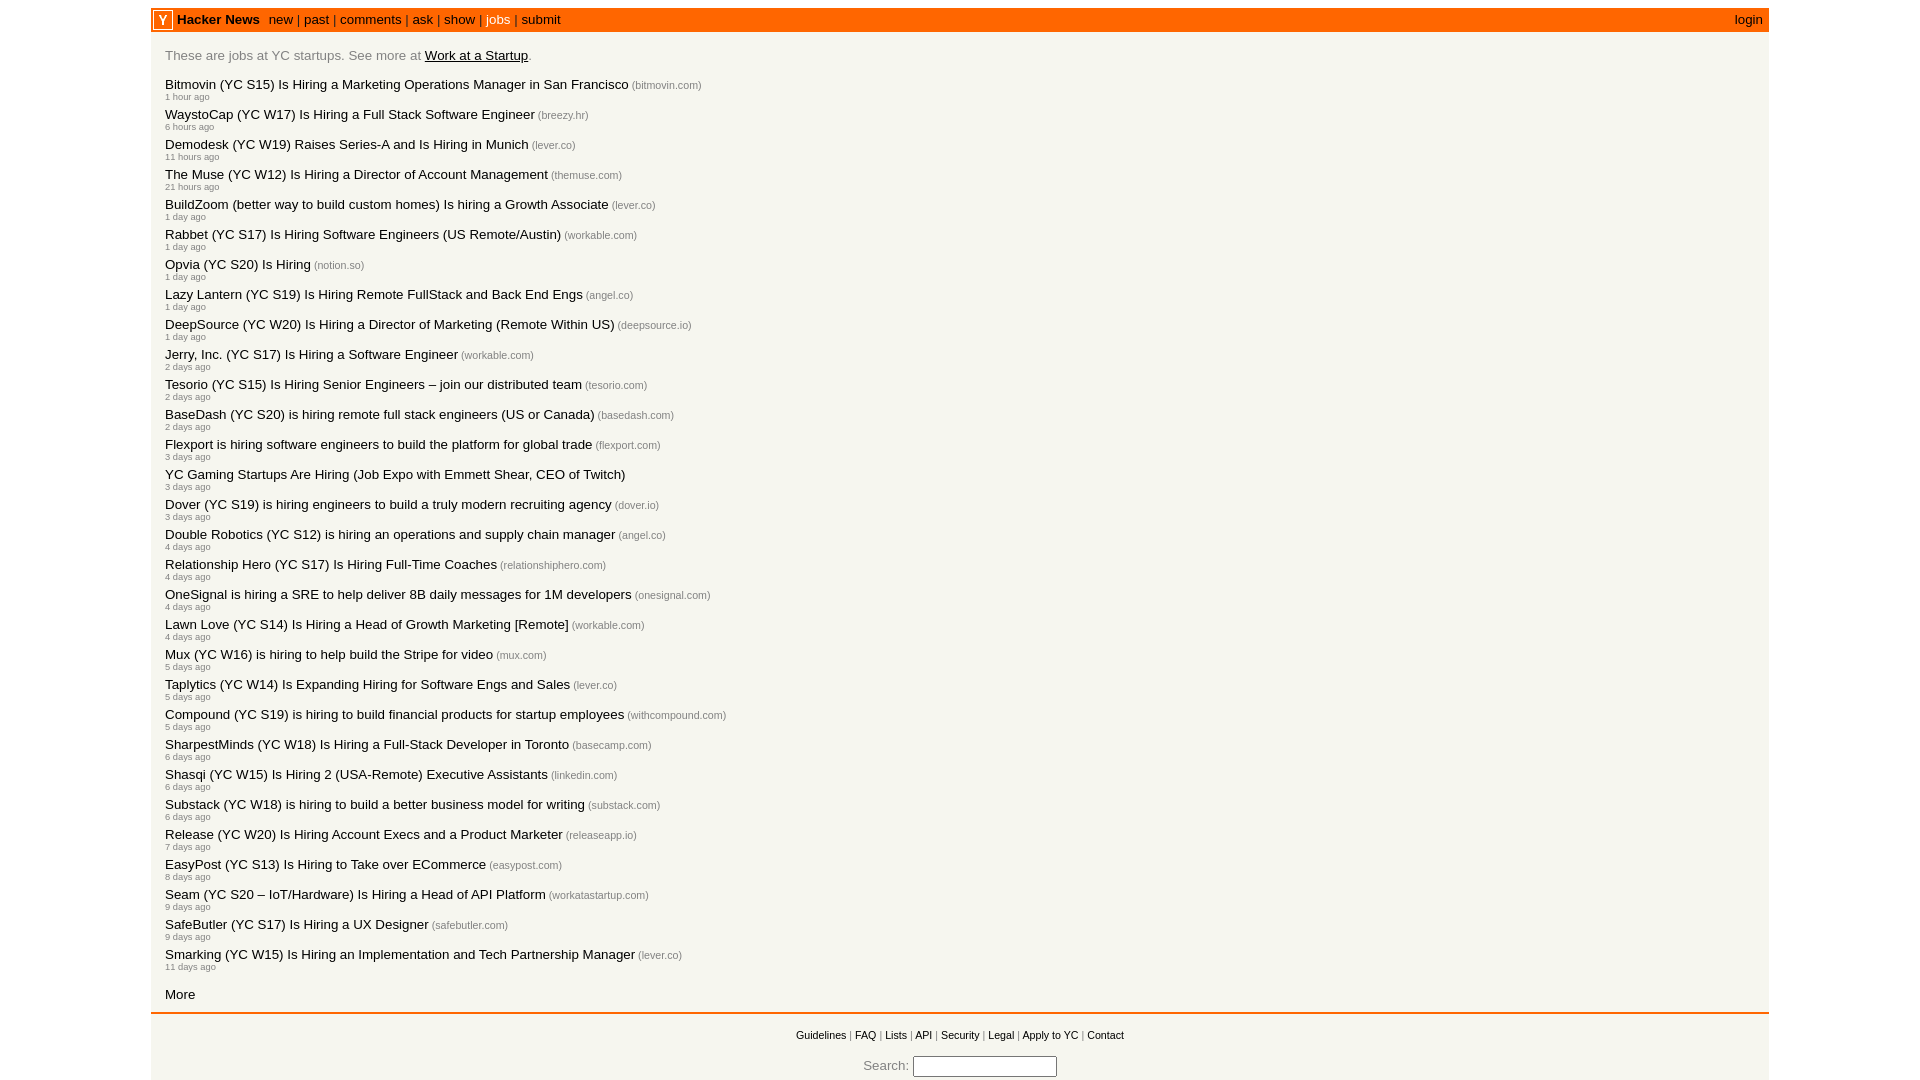 Y Hacker News new | past | comments | ask | show | jobs | submit login
These are jobs at YC startups. See more at Work at a Startup.
Bitmovin (YC S15) Is Hiring a Marketing Operations Manager in San Francisco (bitmovin.com)
1 hour ago
WaystoCap (YC W17) Is Hiring a Full Stack Software Engineer (breezy.hr)
6 hours ago
Demodesk (YC W19) Raises Series-A and Is Hiring in Munich (lever.co)
11 hours ago
The Muse (YC W12) Is Hiring a Director of Account Management (themuse.com)
21 hours ago
BuildZoom (better way to build custom homes) Is hiring a Growth Associate (lever.co)
1 day ago
Rabbet (YC S17) Is Hiring Software Engineers (US Remote/Austin) (workable.com)
1 day ago
Opvia (YC S20) Is Hiring (notion.so)
1 day ago
Lazy Lantern (YC S19) Is Hiring Remote FullStack and Back End Engs (angel.co)
1 day ago
DeepSource (YC W20) Is Hiring a Director of Marketing (Remote Within US) (deepsource.io)
1 day ago
Jerry, Inc. (YC S17) Is Hiring a Software Engineer (workable.com)
2 days ago
Tesorio (YC S15) Is Hiring Senior Engineers – join our distributed team (tesorio.com)
2 days ago
BaseDash (YC S20) is hiring remote full stack engineers (US or Canada) (basedash.com)
2 days ago
Flexport is hiring software engineers to build the platform for global trade (flexport.com)
3 days ago
YC Gaming Startups Are Hiring (Job Expo with Emmett Shear, CEO of Twitch)
3 days ago
Dover (YC S19) is hiring engineers to build a truly modern recruiting agency (dover.io)
3 days ago
Double Robotics (YC S12) is hiring an operations and supply chain manager (angel.co)
4 days ago
Relationship Hero (YC S17) Is Hiring Full-Time Coaches (relationshiphero.com)
4 days ago
OneSignal is hiring a SRE to help deliver 8B daily messages for 1M developers (onesignal.com)
4 days ago
Lawn Love (YC S14) Is Hiring a Head of Growth Marketing [Remote] (workable.com)
4 days ago
Mux (YC W16) is hiring to help build the Stripe for video (mux.com)
5 days ago
Taplytics (YC W14) Is Expanding Hiring for Software Engs and Sales (lever.co)
5 days ago
Compound (YC S19) is hiring to build financial products for startup employees (withcompound.com)
5 days ago
SharpestMinds (YC W18) Is Hiring a Full-Stack Developer in Toronto (basecamp.com)
6 days ago
Shasqi (YC W15) Is Hiring 2 (USA-Remote) Executive Assistants (linkedin.com)
6 days ago
Substack (YC W18) is hiring to build a better business model for writing (substack.com)
6 days ago
Release (YC W20) Is Hiring Account Execs and a Product Marketer (releaseapp.io)
7 days ago
EasyPost (YC S13) Is Hiring to Take over ECommerce (easypost.com)
8 days ago
Seam (YC S20 – IoT/Hardware) Is Hiring a Head of API Platform (workatastartup.com)
9 days ago
SafeButler (YC S17) Is Hiring a UX Designer (safebutler.com)
9 days ago
Smarking (YC W15) Is Hiring an Implementation and Tech Partnership Manager (lever.co)
11 days ago
More
Guidelines | FAQ | Lists | API | Security | Legal | Apply to YC | Contact
Search: